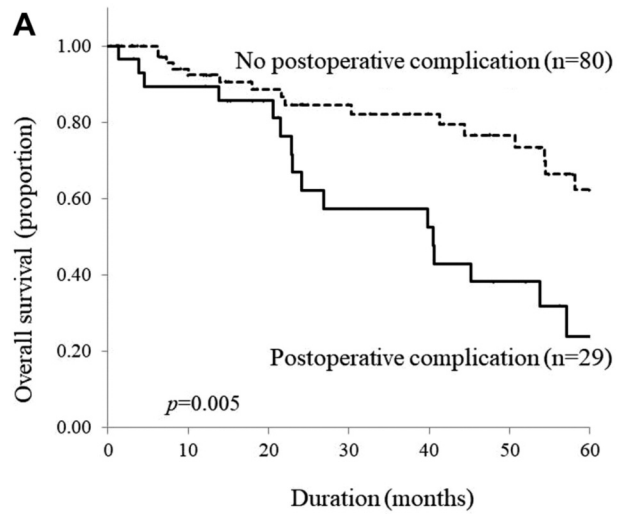 A
1.00
No postoperative complication (n=80)
0.80
0.60
0.40
0.20
Postoperative complication (n=29)
p=0.005
0.00
0 10 20 30 40 50 60
Overall survival (proportion)
Duration (months)